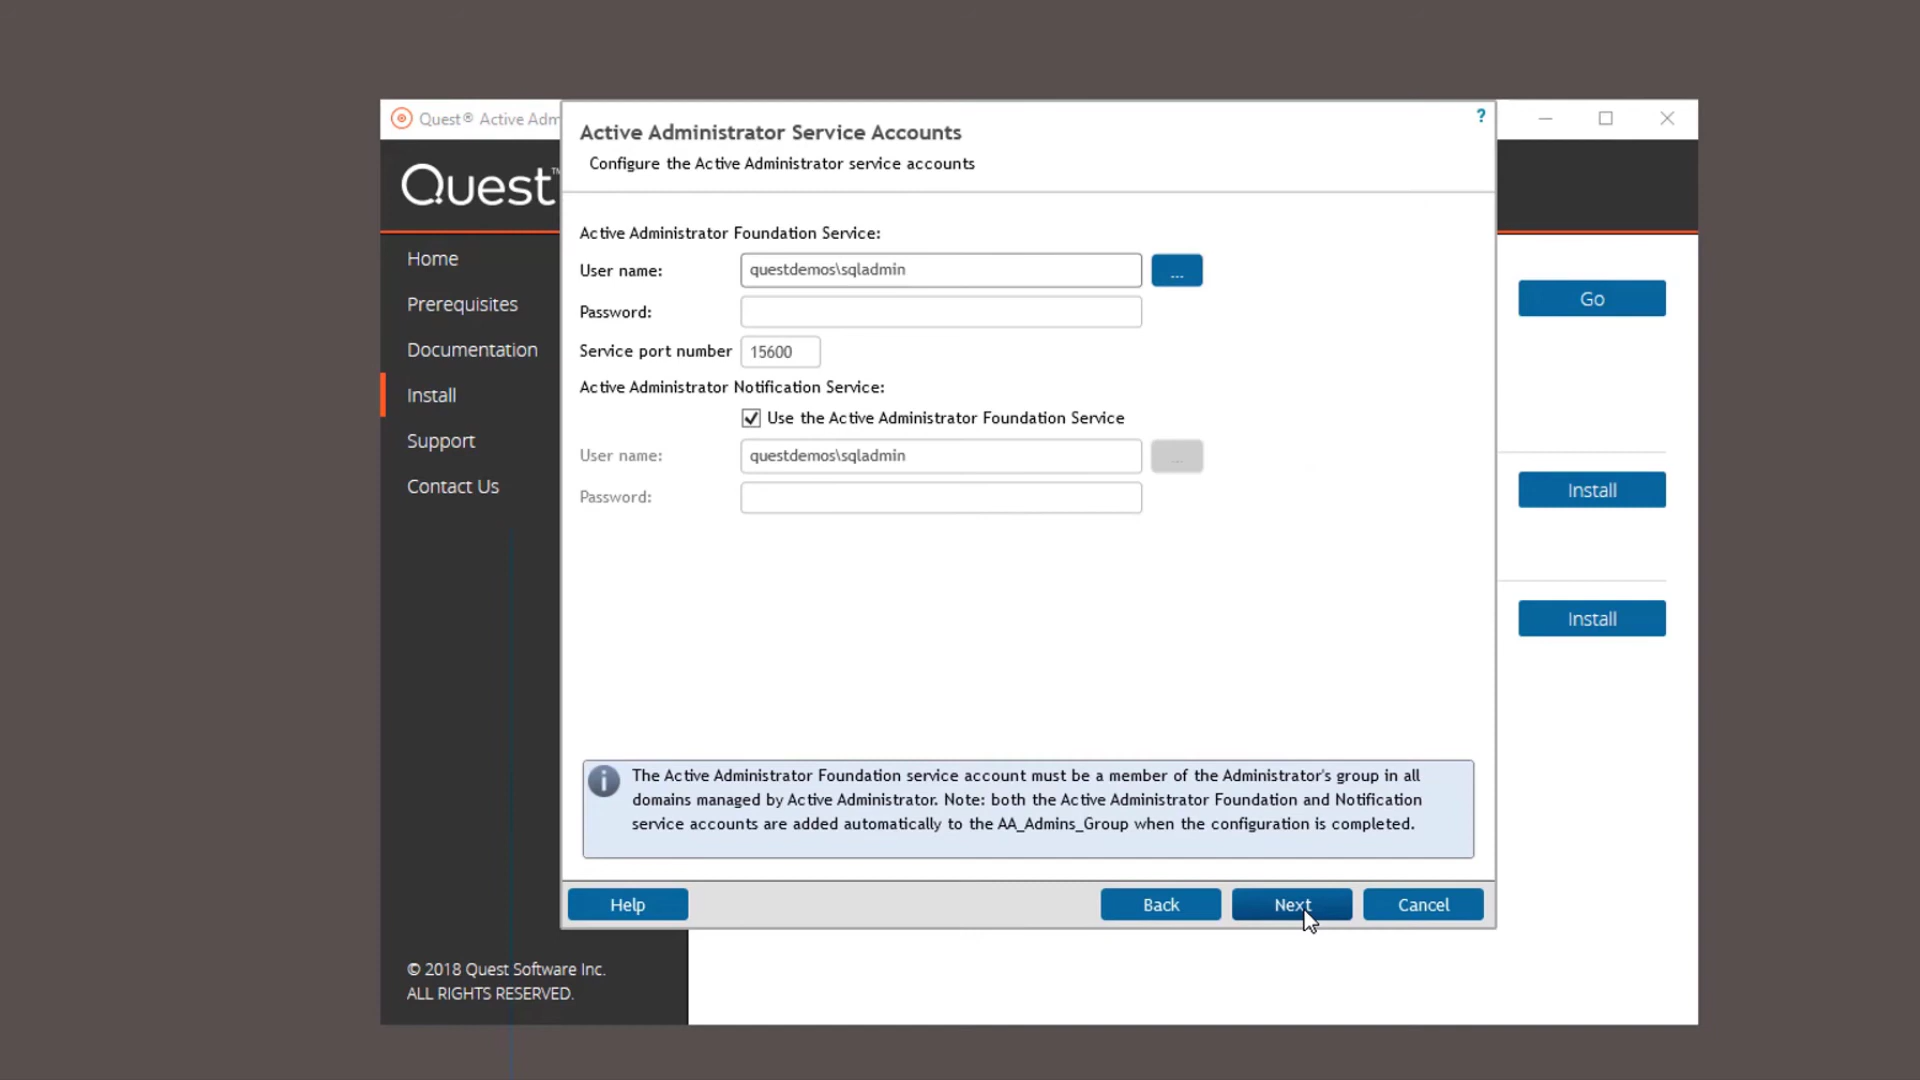 Quest® Active Adm
Quest™
Home
Prerequisites
Documentation
Install
Support
Contact Us
© 2018 Quest Software Inc.
ALL RIGHTS RESERVED.
Active Administrator Service Accounts
?
Configure the Active Administrator service accounts
Active Administrator Foundation Service:
User name:
questdemos\sqladmin
...
Password:
Service port number
15600
Active Administrator Notification Service:
Use the Active Administrator Foundation Service
User name:
questdemos\sqladmin
...
Password:
The Active Administrator Foundation service account must be a member of the Administrator's group in all
domains managed by Active Administrator. Note: both the Active Administrator Foundation and Notification
service accounts are added automatically to the AA_Admins_Group when the configuration is completed.
Help
Back
Next
Cancel
Go
Install
Install